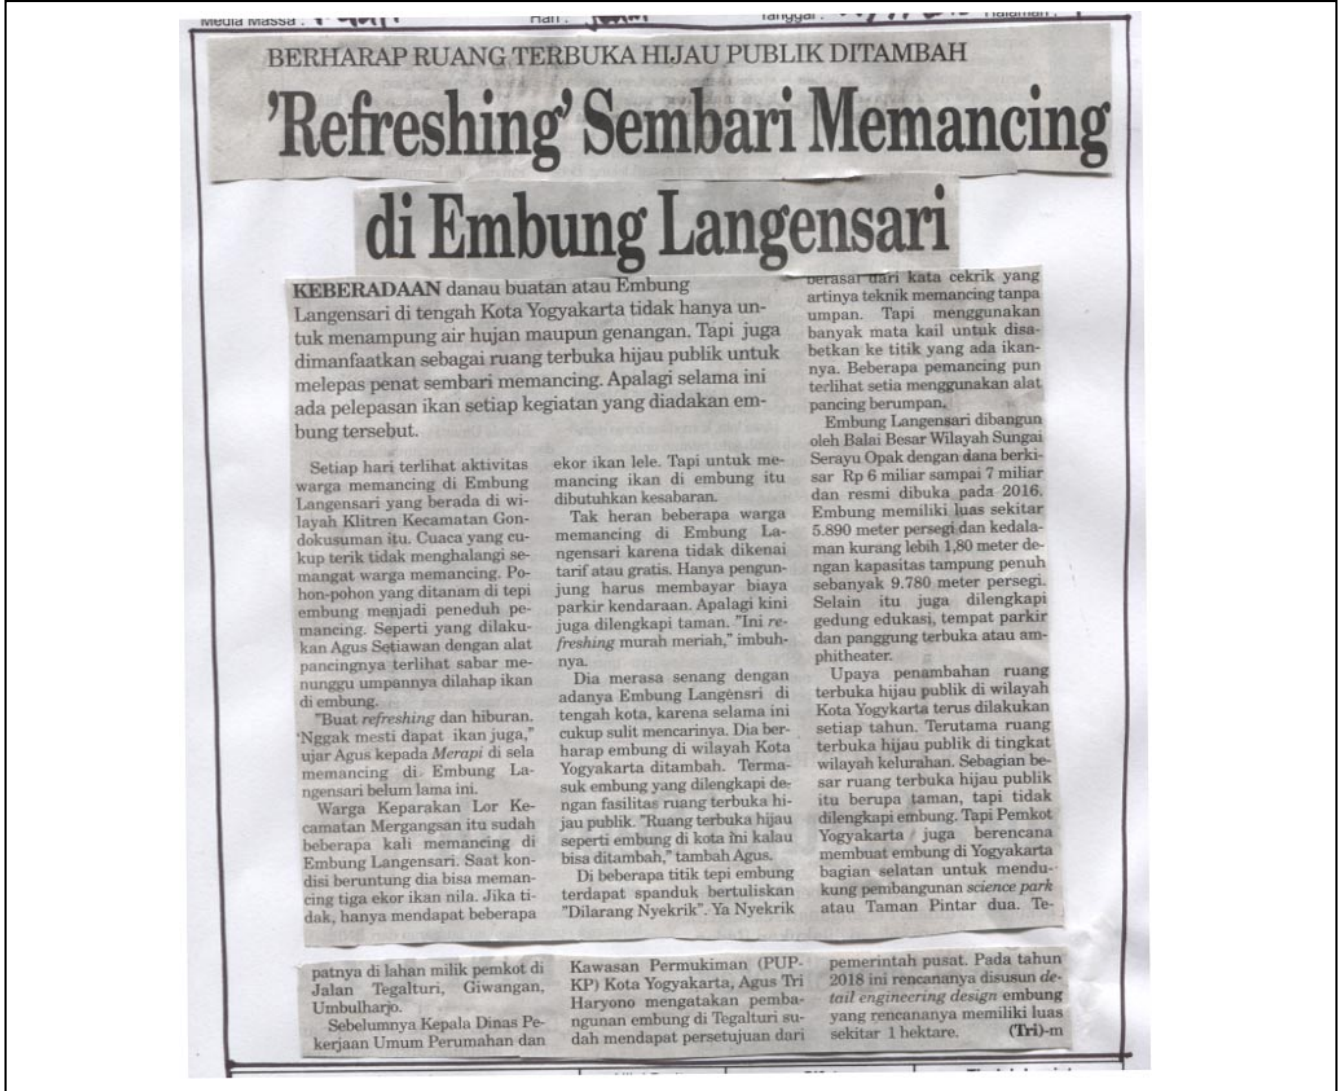 Media Massa :
Hari :
Tanggal :
Halaman :
BERHARAP RUANG TERBUKA HIJAU PUBLIK DITAMBAH
'Refreshing' Sembari Memancing
di Embung Langensari
KEBERADAAN danau buatan atau Embung
Langensari di tengah Kota Yogyakarta tidak hanya un-
tuk menampung air hujan maupun genangan. Tapi juga
dimanfaatkan sebagai ruang terbuka hijau publik untuk
melepas penat sembari memancing. Apalagi selama ini
ada pelepasan ikan setiap kegiatan yang diadakan em-
bung tersebut.
Setiap hari terlihat aktivitas
warga memancing di Embung
Langensari yang berada di wi-
layah Klitren Kecamatan Gon-
dokusuman itu. Cuaca yang cu-
kup terik tidak menghalangi se-
mangat warga memancing. Po-
hon-pohon yang ditanam di tepi
embung menjadi peneduh pe-
mancing. Seperti yang dilaku-
kan Agus Setiawan dengan alat
pancingnya terlihat sabar me-
nunggu umpannya dilahap ikan
di embung.
"Buat refreshing dan hiburan.
'Nggak mesti dapat ikan juga,"
ujar Agus kepada Merapi di sela
memancing di Embung La-
ngensari belum lama ini.
Warga Keparakan Lor Ke-
camatan Mergangsan itu sudah
beberapa kali memancing di
Embung Langensari. Saat kon-
disi beruntung dia bisa meman-
cing tiga ekor ikan nila. Jika ti-
dak, hanya mendapat beberapa
ekor ikan lele. Tapi untuk me-
mancing ikan di embung itu
dibutuhkan kesabaran.
Tak heran beberapa warga
memancing di Embung La-
ngensari karena tidak dikenai
tarif atau gratis. Hanya pengun-
jung harus membayar biaya
parkir kendaraan. Apalagi kini
juga dilengkapi taman. "Ini re-
freshing murah meriah," imbuh-
nya.
Dia merasa senang dengan
adanya Embung Langensri di
tengah kota, karena selama ini
cukup sulit mencarinya. Dia ber-
harap embung di wilayah Kota
Yogyakarta ditambah. Terma-
suk embung yang dilengkapi de-
ngan fasilitas ruang terbuka hi-
jau publik. "Ruang terbuka hijau
seperti embung di kota ini kalau
bisa ditambah," tambah Agus.
Di beberapa titik tepi embung
terdapat spanduk bertuliskan
"Dilarang Nyekrik". Ya Nyekrik
berasal dari kata cekrik yang
artinya teknik memancing tanpa
umpan. Tapi menggunakan
banyak mata kail untuk disa-
betkan ke titik yang ada ikan-
nya. Beberapa pemancing pun
terlihat setia menggunakan alat
pancing berumpan.
Embung Langensari dibangun
oleh Balai Besar Wilayah Sungai
Serayu Opak dengan dana berki-
sar Rp 6 miliar sampai 7 miliar
dan resmi dibuka pada 2016.
Embung memiliki luas sekitar
5.890 meter persegi dan kedala-
man kurang lebih 1,80 meter de-
ngan kapasitas tampung penuh
sebanyak 9.780 meter persegi.
Selain itu juga dilengkapi
gedung edukasi, tempat parkir
dan panggung terbuka atau am-
phitheater.
Upaya penambahan ruang
terbuka hijau publik di wilayah
Kota Yogykarta terus dilakukan
setiap tahun. Terutama ruang
terbuka hijau publik di tingkat
wilayah kelurahan. Sebagian be-
sar ruang terbuka hijau publik
itu berupa taman, tapi tidak
dilengkapi embung. Tapi Pemkot
Yogyakarta juga berencana
membuat embung di Yogyakarta
bagian selatan untuk mendu-
kung pembangunan science park
atau Taman Pintar dua. Te-
patnya di lahan milik pemkot di
Jalan Tegalturi, Giwangan,
Umbulharjo.
Sebelumnya Kepala Dinas Pe-
kerjaan Umum Perumahan dan
Kawasan Permukiman (PUP-
KP) Kota Yogyakarta, Agus Tri
Haryono mengatakan pemba-
ngunan embung di Tegalturi su-
dah mendapat persetujuan dari
pemerintah pusat. Pada tahun
2018 ini rencananya disusun de-
tail engineering design embung
yang rencananya memiliki luas
sekitar 1 hektare. (Tri)-m